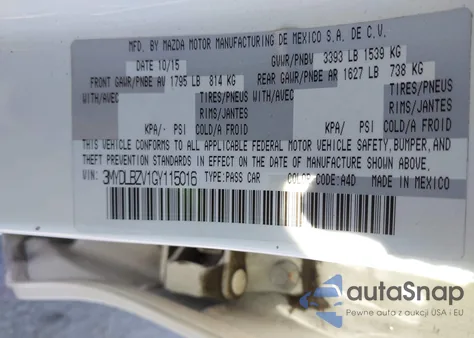 MFD. BY MAZDA MOTOR MANUFACTURING DE MEXICO S.A. DE C.V.
DATE 10/15 GVWR/PNBV 3393 LB 1539 KG
FRONT GAWR/PNBE AV 1795 LB 814 KG REAR GAWR/PNBE AR 1627 LB 738 KG
WITH/AVEC TIRES/PNEUS WITH/AVEC TIRES/PNEUS
RIMS/JANTES RIMS/JANTES
KPA/ PSI COLD/A FROID KPA/ PSI COLD/A FROID
THIS VEHICLE CONFORMS TO ALL APPLICABLE FEDERAL MOTOR VEHICLE SAFETY, BUMPER, AND
THEFT PREVENTION STANDARDS IN EFFECT ON THE DATE OF MANUFACTURE SHOWN ABOVE.
VIN: 3MYDLBZV1GY115016 TYPE: PASS CAR COLOR CODE: A4D MADE IN MEXICO
autoSnap
Pewne auto z aukcji USA i EU